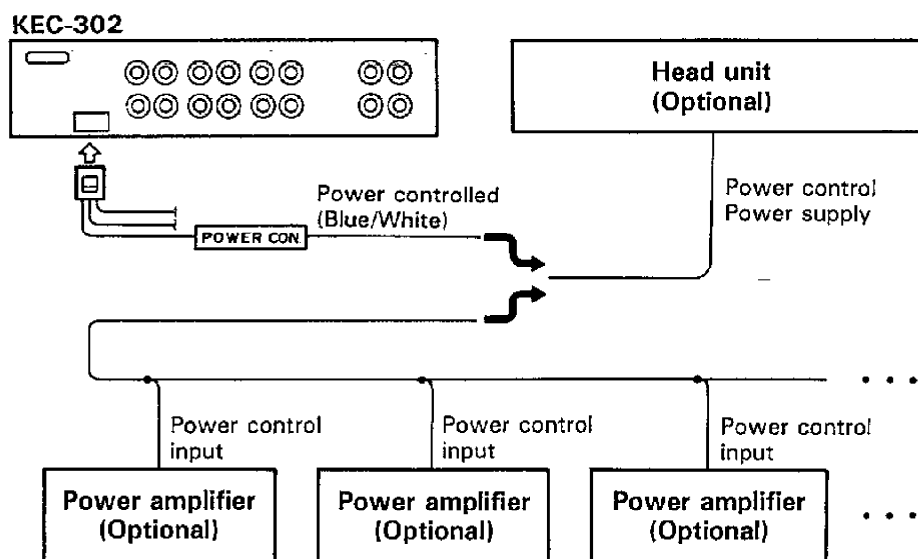 KEC-302
Head unit
(Optional)
Power controlled
(Blue/White)
POWER CON.
Power control
Power supply
Power control
input
Power control
input
Power control
input
Power amplifier
(Optional)
Power amplifier
(Optional)
Power amplifier
(Optional)